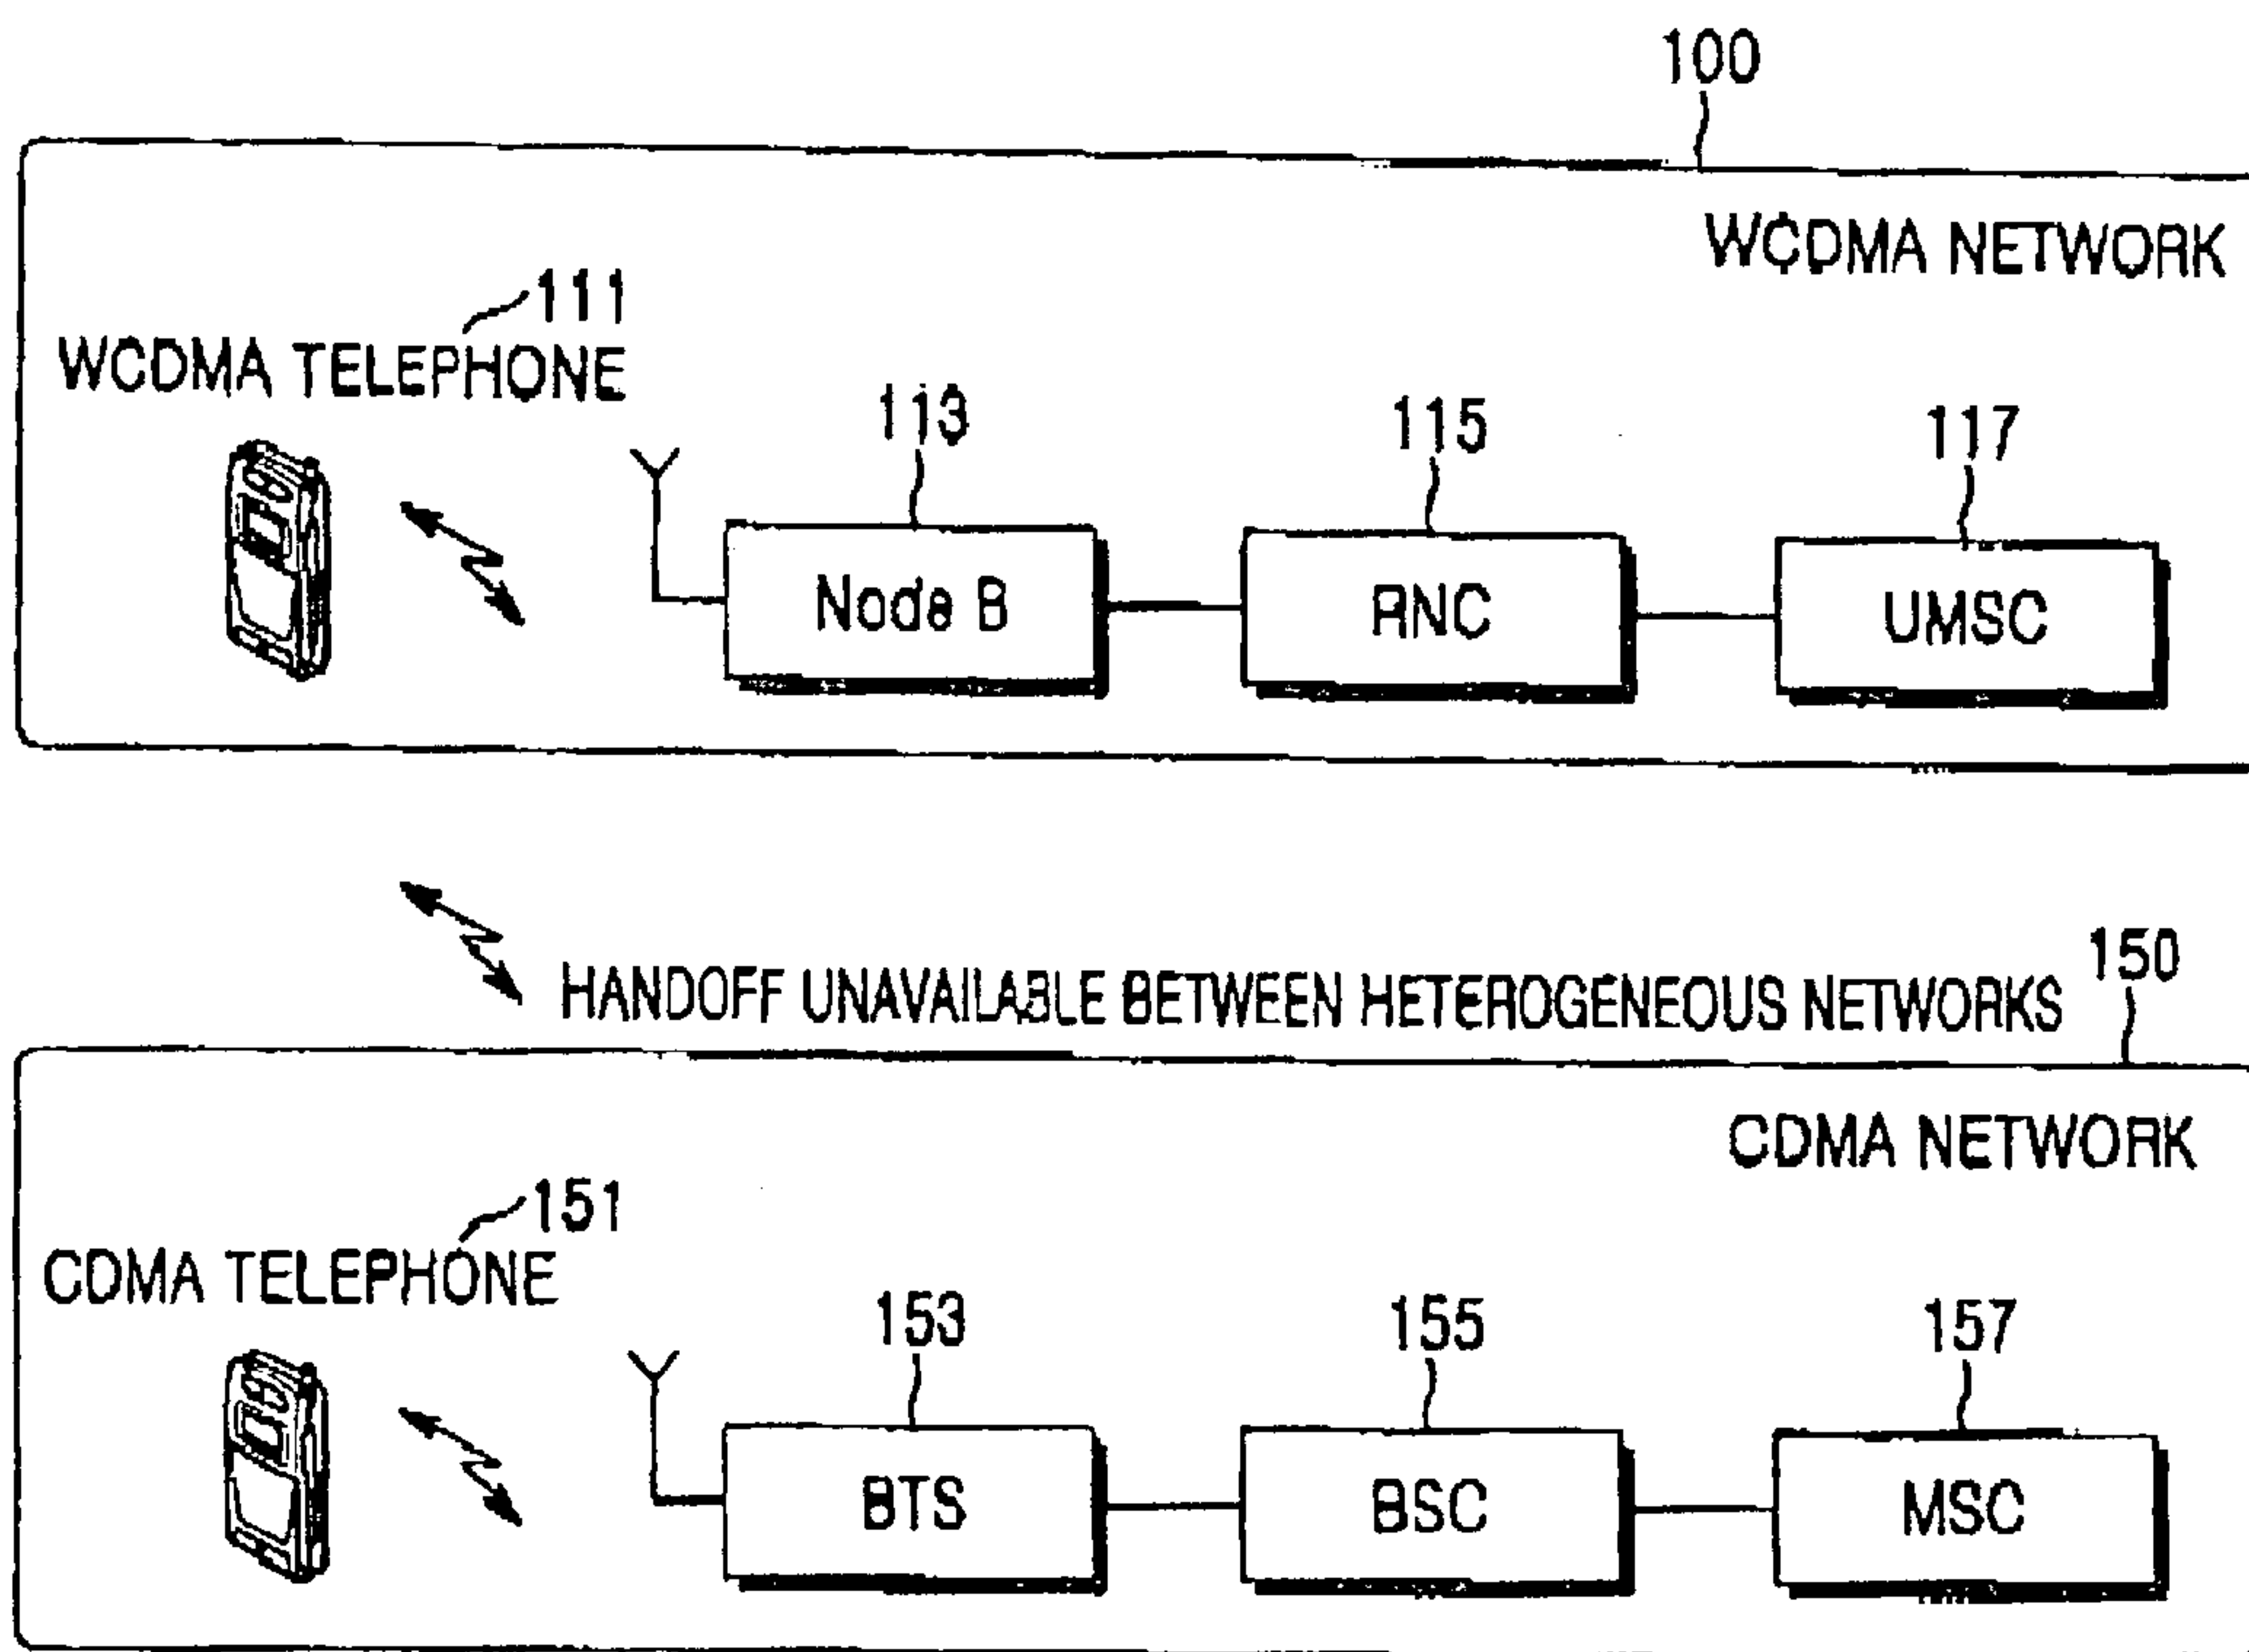 100
WCDMA NETWORK
111
WCDMA TELEPHONE
113
115
117
Node B
RNC
UMSC
HANDOFF UNAVAILABLE BETWEEN HETEROGENEOUS NETWORKS
150
CDMA NETWORK
151
CDMA TELEPHONE
153
155
157
BTS
BSC
MSC